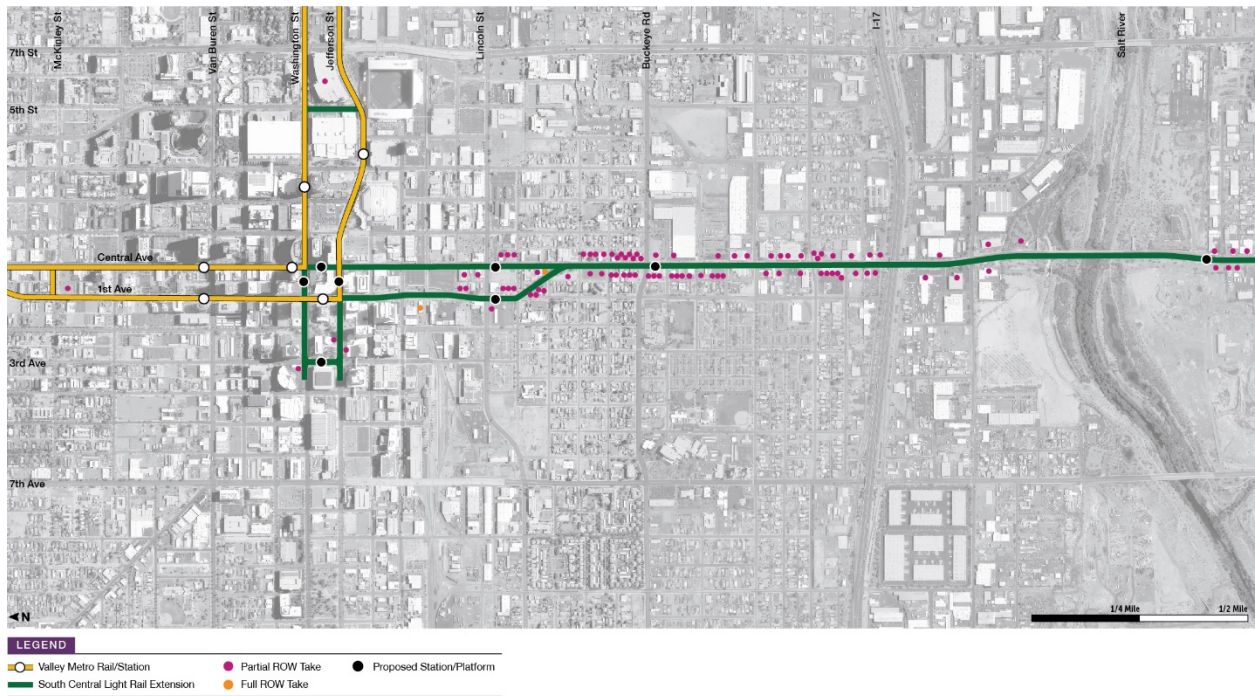 McKinley St
Van Buren St
Washington St
Jefferson St
Lincoln St
Buckeye Rd
I-17
Salt River
7th St
5th St
Central Ave
1st Ave
3rd Ave
7th Ave
N
1/4 Mile
1/2 Mile
LEGEND
Valley Metro Rail/Station
Partial ROW Take
Proposed Station/Platform
South Central Light Rail Extension
Full ROW Take